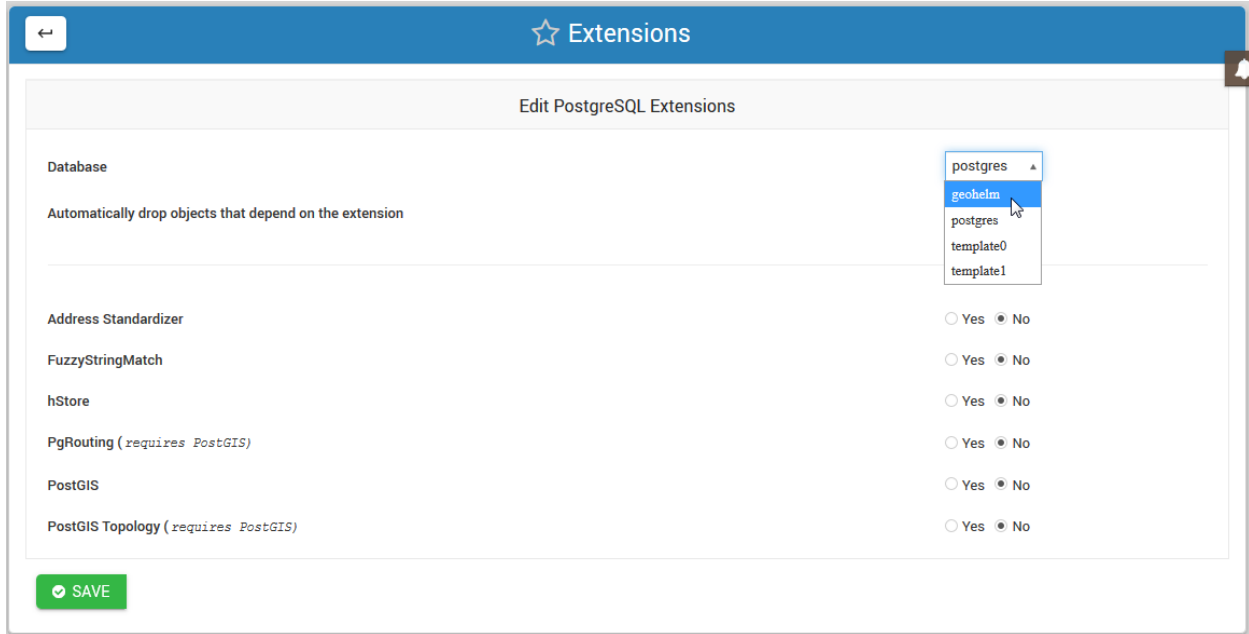 Extensions
Edit PostgreSQL Extensions
Database
postgres
geohelm
Automatically drop objects that depend on the extension
postgres
template0
template1
Address Standardizer
Yes No
FuzzyStringMatch
Yes No
hStore
Yes No
PgRouting ( requires PostGIS)
Yes No
PostGIS
Yes No
PostGIS Topology ( requires PostGIS)
Yes No
SAVE